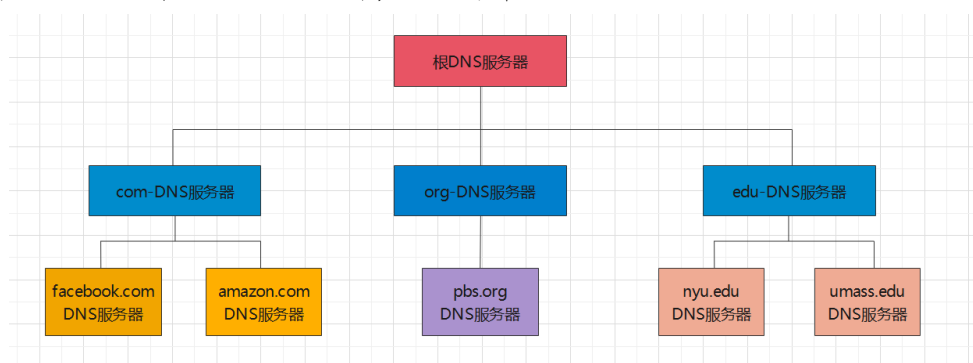 根DNS服务器
com-DNS服务器
org-DNS服务器
edu-DNS服务器
facebook.com
DNS服务器
amazon.com
DNS服务器
pbs.org
DNS服务器
nyu.edu
DNS服务器
umass.edu
DNS服务器